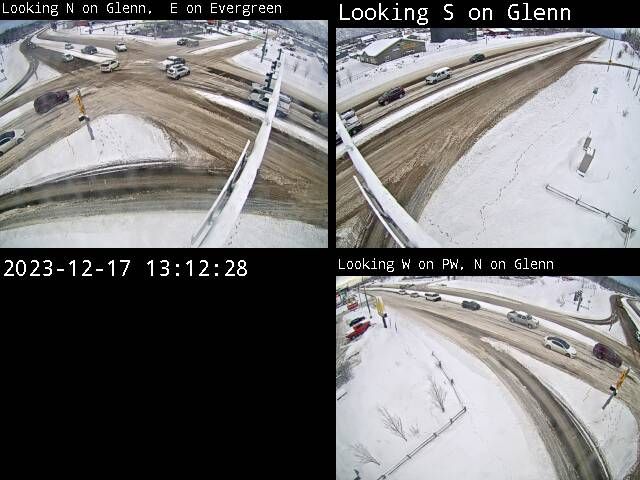 Looking N on Glenn,  E on Evergreen
Looking S on Glenn
2023-12-17 13:12:28
Looking W on PW, N on Glenn